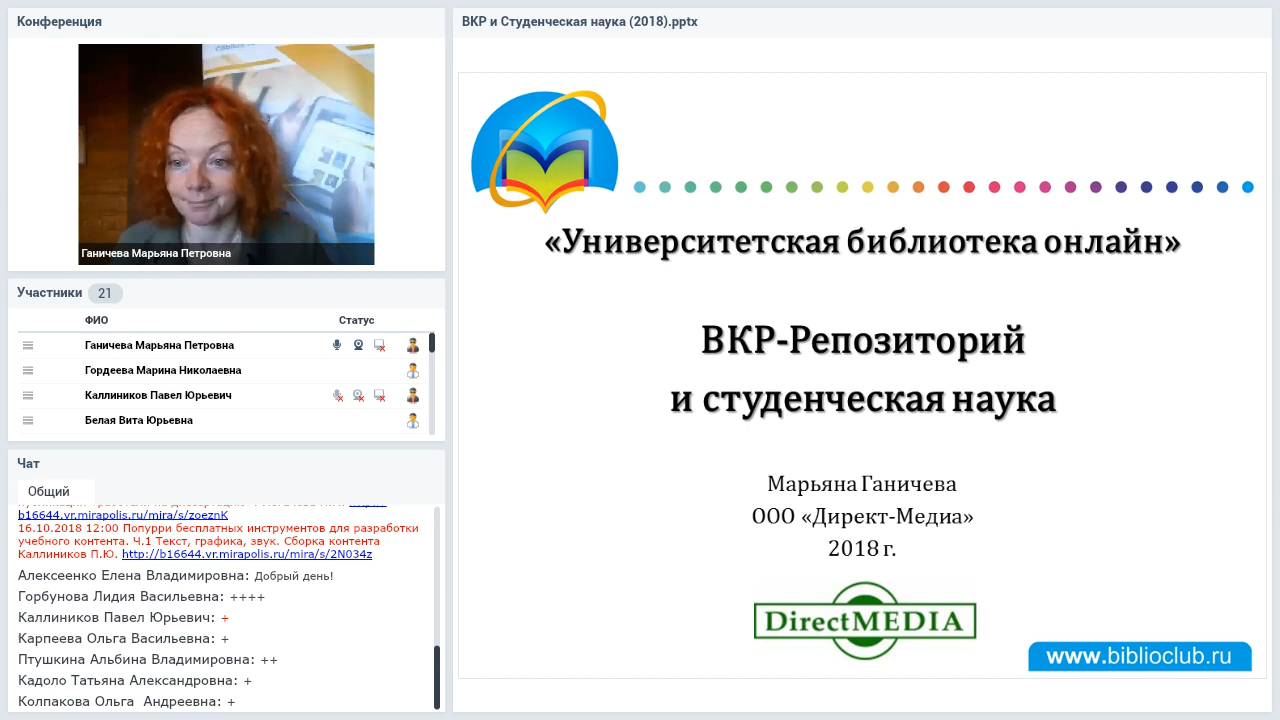 Конференция
Ганичева Марьяна Петровна
Участники 21
ФИО Статус
Ганичева Марьяна Петровна
Гордеева Марина Николаевна
Каллиников Павел Юрьевич
Белая Вита Юрьевна
Чат
Общий
b16644.vr.mirapolis.ru/mira/s/zoeznK
16.10.2018 12:00 Попурри бесплатных инструментов для разработки
учебного контента. Ч.1 Текст, графика, звук. Сборка контента
Каллиников П.Ю. http://b16644.vr.mirapolis.ru/mira/s/2N034z
Алексеенко Елена Владимировна: Добрый день!
Горбунова Лидия Васильевна: ++++
Каллиников Павел Юрьевич: +
Карпеева Ольга Васильевна: +
Птушкина Альбина Владимировна: ++
Кадоло Татьяна Александровна: +
Колпакова Ольга Андреевна: +
ВКР и Студенческая наука (2018).pptx
«Университетская библиотека онлайн»
ВКР-Репозиторий
и студенческая наука
Марьяна Ганичева
ООО «Директ-Медиа»
2018 г.
DirectMEDIA
www.biblioclub.ru